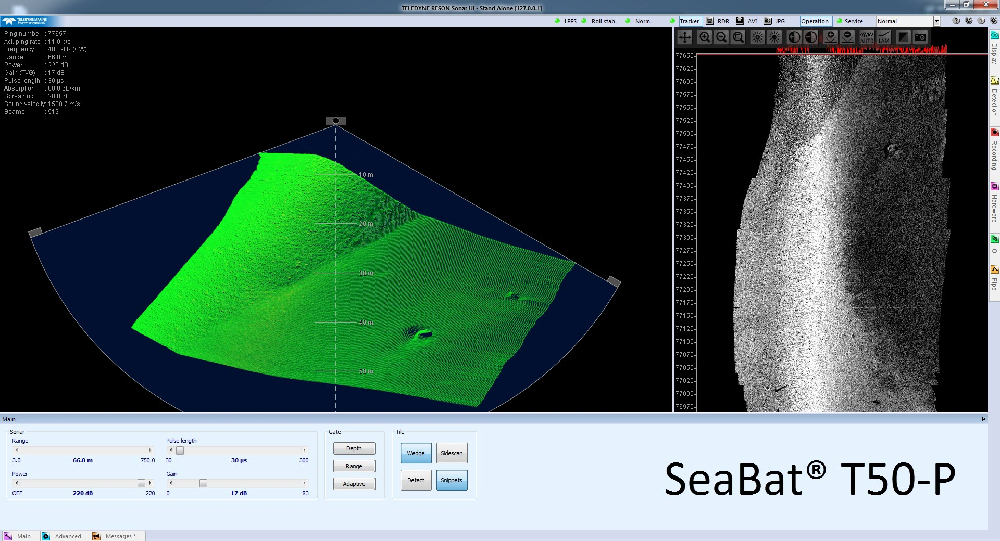 TELEDYNE RESON Sonar UI - Stand Alone [127.0.0.1]
TELEDYNE MARINE
Everywhereyoulook™
1PPS Roll stab. Norm. Tracker RDR AVI JPG Operation Service Normal
Ping number : 77657
Act. ping rate : 11.0 p/s
Frequency : 400 kHz (CW)
Range : 66.0 m
Power : 220 dB
Gain (TVG) : 17 dB
Pulse length : 30 µs
Absorption : 80.0 dB/km
Spreading : 20.0 dB
Sound velocity: 1508.7 m/s
Beams : 512
10 m
20 m
30 m
40 m
50 m
AUTO LAM
77650
77625
77600
77575
77550
77525
77500
77475
77450
77425
77400
77375
77350
77325
77300
77275
77250
77225
77200
77175
77150
77125
77100
77075
77050
77025
77000
76975
Display
Detection
Recording
Hardware
IO
Pipe
Main
Sonar
Range
3.0 66.0 m 750.0
Power
OFF 220 dB 220
Pulse length
30 30 µs 300
Gain
0 17 dB 83
Gate
Depth
Range
Adaptive
Tile
Wedge Sidescan
Detect Snippets
SeaBat® T50-P
Main Advanced Messages *